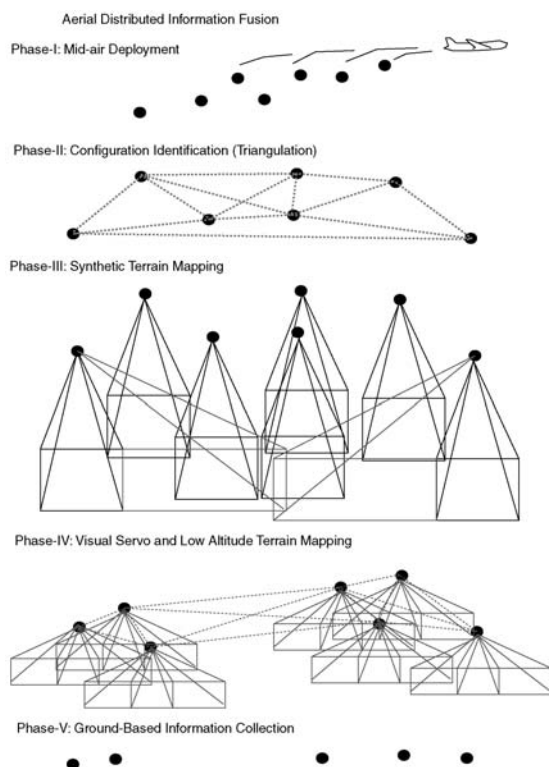 Aerial Distributed Information Fusion
Phase-I: Mid-air Deployment
Phase-II: Configuration Identification (Triangulation)
Phase-III: Synthetic Terrain Mapping
Phase-IV: Visual Servo and Low Altitude Terrain Mapping
Phase-V: Ground-Based Information Collection